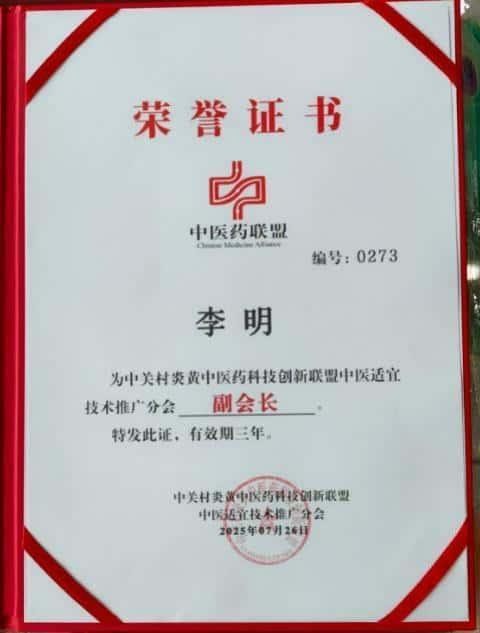 荣誉证书
中医药联盟
Chinese Medicine Alliance
编号：0273
李明
为中关村炎黄中医药科技创新联盟中医适宜
技术推广分会 副会长 。
特发此证，有效期三年。
中关村炎黄中医药科技创新联盟
中医适宜技术推广分会
2025年07月26日